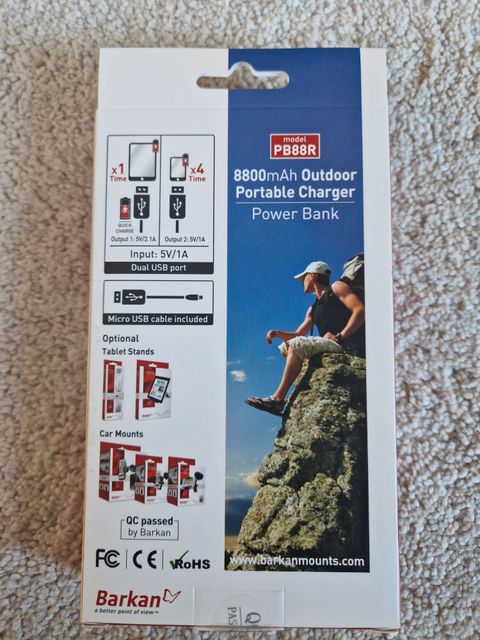 model
PB88R
8800mAh Outdoor
Portable Charger
Power Bank
x1
Time
x4
Time
QUICK
CHARGE
Output 1: 5V/2.1A
Output 2: 5V/1A
Input: 5V/1A
Dual USB port
Micro USB cable included
Optional
Tablet Stands
Car Mounts
QC passed
by Barkan
FC CE RoHS
Barkan
a better point of view™
www.barkanmounts.com
Q
PAS